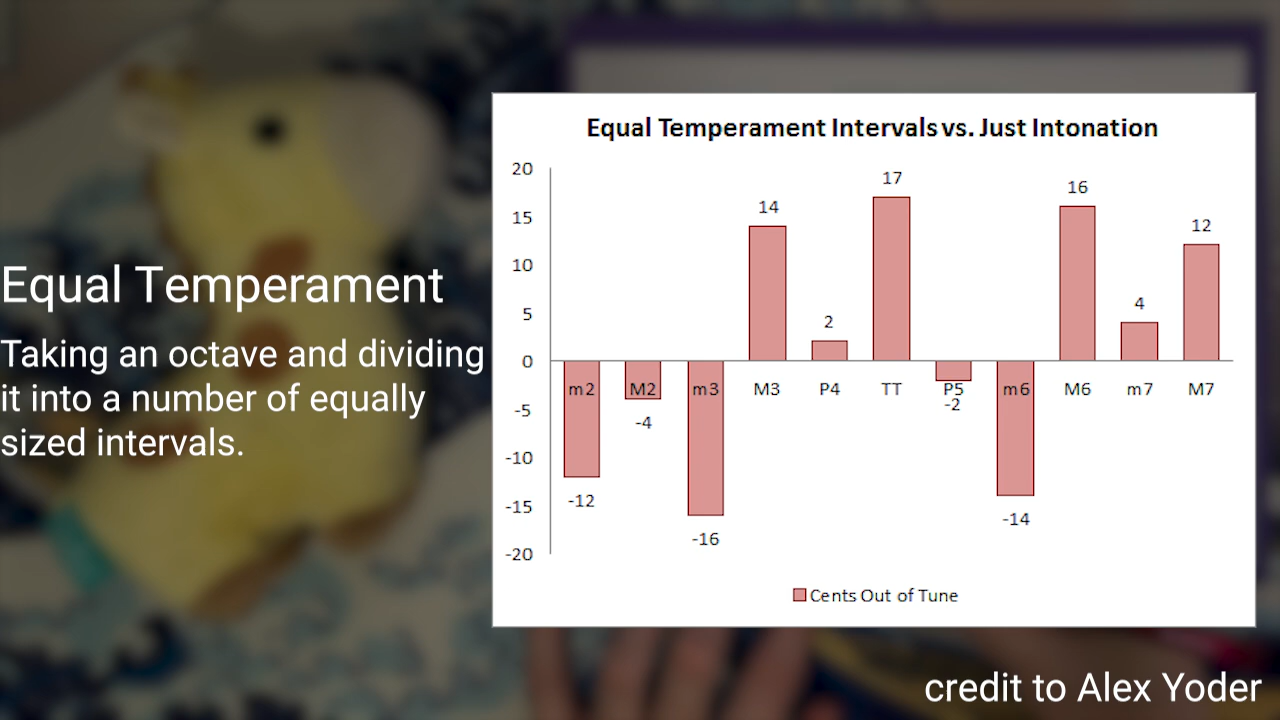 Equal Temperament
Taking an octave and dividing
it into a number of equally
sized intervals.
Equal Temperament Intervals vs. Just Intonation
20
15
10
5
0
-5
-10
-15
-20
14
2
17
16
4
12
m2 M2 m3 M3 P4 TT P5 m6 M6 m7 M7
-12
-4
-16
-2
-14
Cents Out of Tune
credit to Alex Yoder